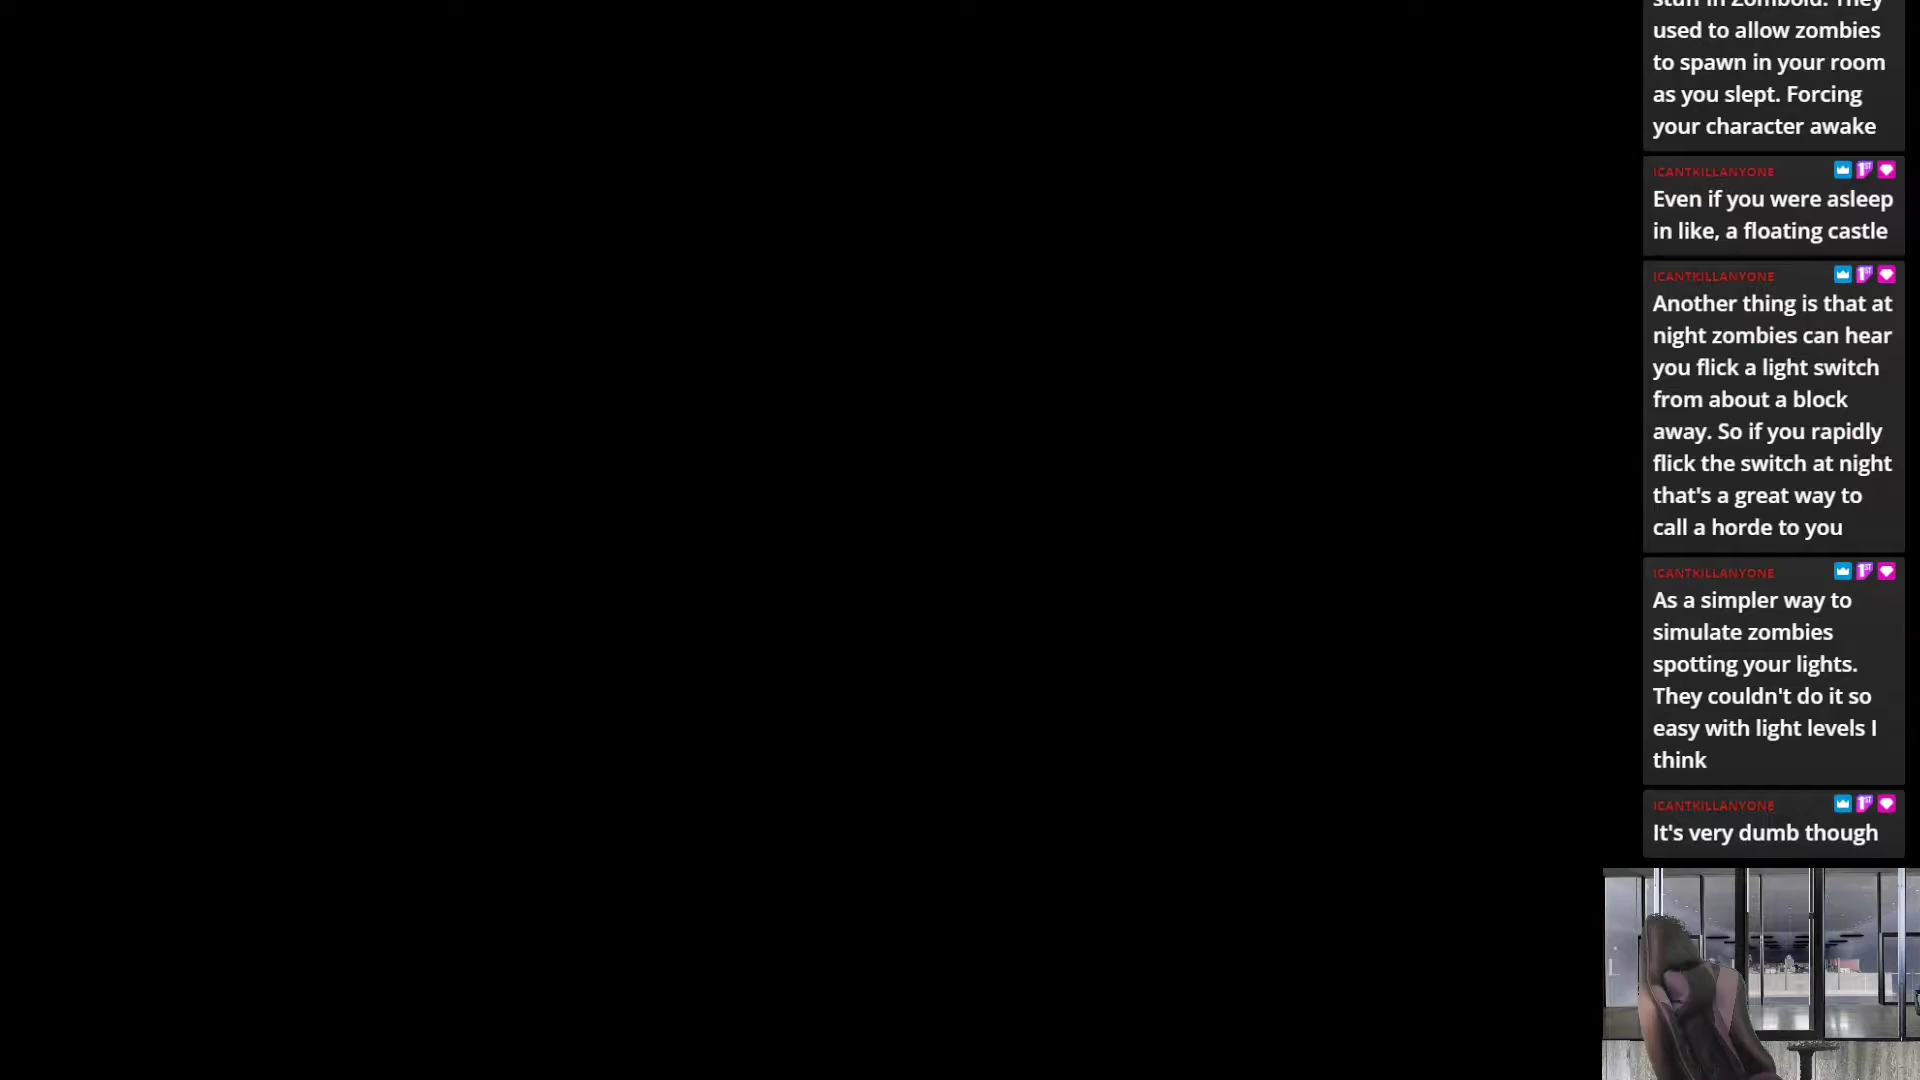 stuff in Zomboid. They
used to allow zombies
to spawn in your room
as you slept. Forcing
your character awake
ICANTKILLANYONE
Even if you were asleep
in like, a floating castle
ICANTKILLANYONE
Another thing is that at
night zombies can hear
you flick a light switch
from about a block
away. So if you rapidly
flick the switch at night
that's a great way to
call a horde to you
ICANTKILLANYONE
As a simpler way to
simulate zombies
spotting your lights.
They couldn't do it so
easy with light levels I
think
ICANTKILLANYONE
It's very dumb though